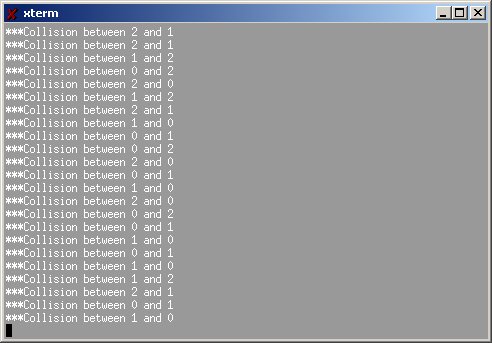 xterm
***Collision between 2 and 1
***Collision between 2 and 1
***Collision between 1 and 2
***Collision between 0 and 2
***Collision between 2 and 0
***Collision between 1 and 2
***Collision between 2 and 1
***Collision between 1 and 0
***Collision between 0 and 1
***Collision between 0 and 2
***Collision between 2 and 0
***Collision between 0 and 1
***Collision between 1 and 0
***Collision between 2 and 0
***Collision between 0 and 2
***Collision between 0 and 1
***Collision between 1 and 0
***Collision between 0 and 1
***Collision between 1 and 0
***Collision between 1 and 2
***Collision between 2 and 1
***Collision between 0 and 1
***Collision between 1 and 0